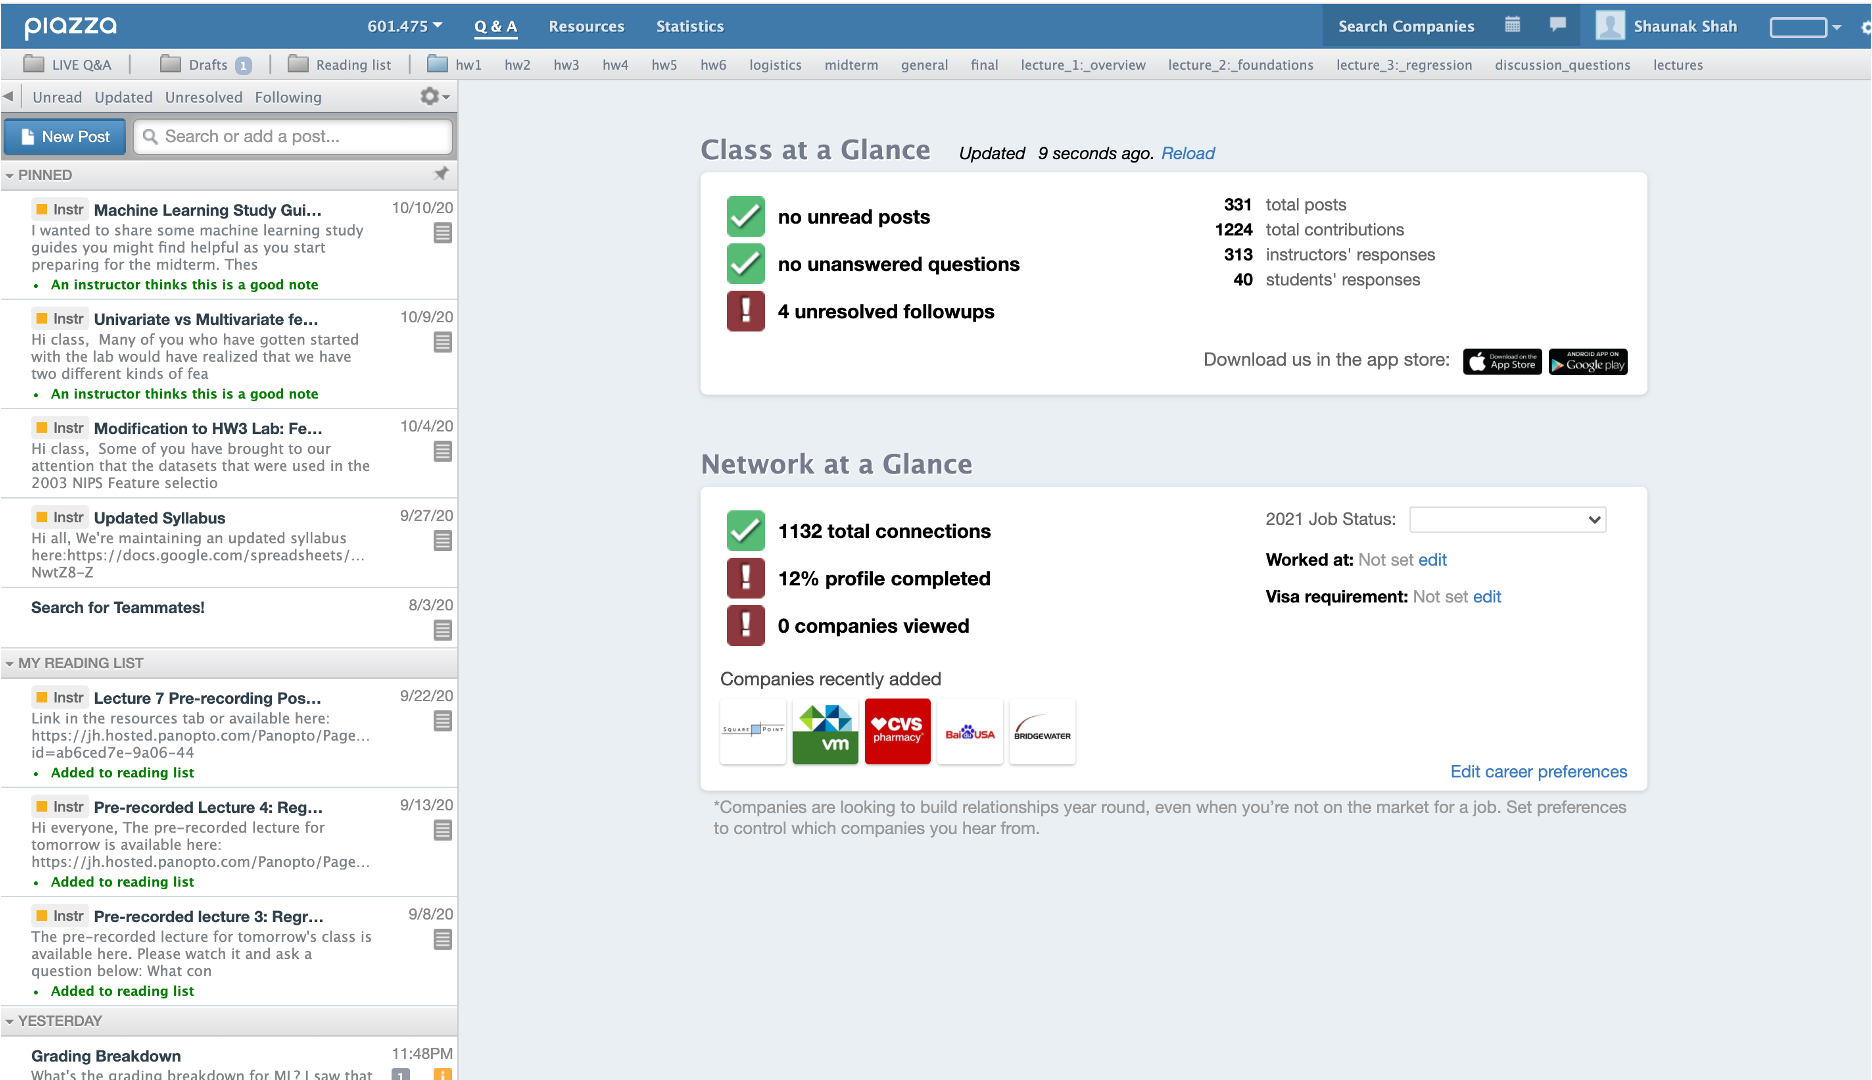 piazza
601.475
Q & A
Resources
Statistics
Search Companies
Shaunak Shah
LIVE Q&A
Drafts 1
Reading list
hw1
hw2
hw3
hw4
hw5
hw6
logistics
midterm
general
final
lecture_1:_overview
lecture_2:_foundations
lecture_3:_regression
discussion_questions
lectures
Unread Updated Unresolved Following
New Post
Search or add a post...
PINNED
Instr Machine Learning Study Gui... 10/10/20
I wanted to share some machine learning study
guides you might find helpful as you start
preparing for the midterm. Thes
• An instructor thinks this is a good note
Instr Univariate vs Multivariate fe... 10/9/20
Hi class, Many of you who have gotten started
with the lab would have realized that we have
two different kinds of fea
• An instructor thinks this is a good note
Instr Modification to HW3 Lab: Fe... 10/4/20
Hi class, Some of you have brought to our
attention that the datasets that were used in the
2003 NIPS Feature selectio
Instr Updated Syllabus 9/27/20
Hi all, We're maintaining an updated syllabus
here:https://docs.google.com/spreadsheets/...
NwtZ8-Z
Search for Teammates! 8/3/20
MY READING LIST
Instr Lecture 7 Pre-recording Pos... 9/22/20
Link in the resources tab or available here:
https://jh.hosted.panopto.com/Panopto/Page...
id=ab6ced7e-9a06-44
• Added to reading list
Instr Pre-recorded Lecture 4: Reg... 9/13/20
Hi everyone, The pre-recorded lecture for
tomorrow is available here:
https://jh.hosted.panopto.com/Panopto/Page...
• Added to reading list
Instr Pre-recorded lecture 3: Regr... 9/8/20
The pre-recorded lecture for tomorrow's class is
available here. Please watch it and ask a
question below: What con
• Added to reading list
YESTERDAY
Grading Breakdown 11:48PM
What's the grading breakdown for ML? I saw that 1 i
Class at a Glance Updated 9 seconds ago. Reload
no unread posts
no unanswered questions
4 unresolved followups
331 total posts
1224 total contributions
313 instructors' responses
40 students' responses
Download us in the app store:
Download on the
App Store
ANDROID APP ON
Google play
Network at a Glance
1132 total connections
12% profile completed
0 companies viewed
2021 Job Status:
Worked at: Not set edit
Visa requirement: Not set edit
Companies recently added
SQUARE POINT
vm
CVS
pharmacy
Bai du USA
BRIDGEWATER
Edit career preferences
*Companies are looking to build relationships year round, even when you're not on the market for a job. Set preferences
to control which companies you hear from.